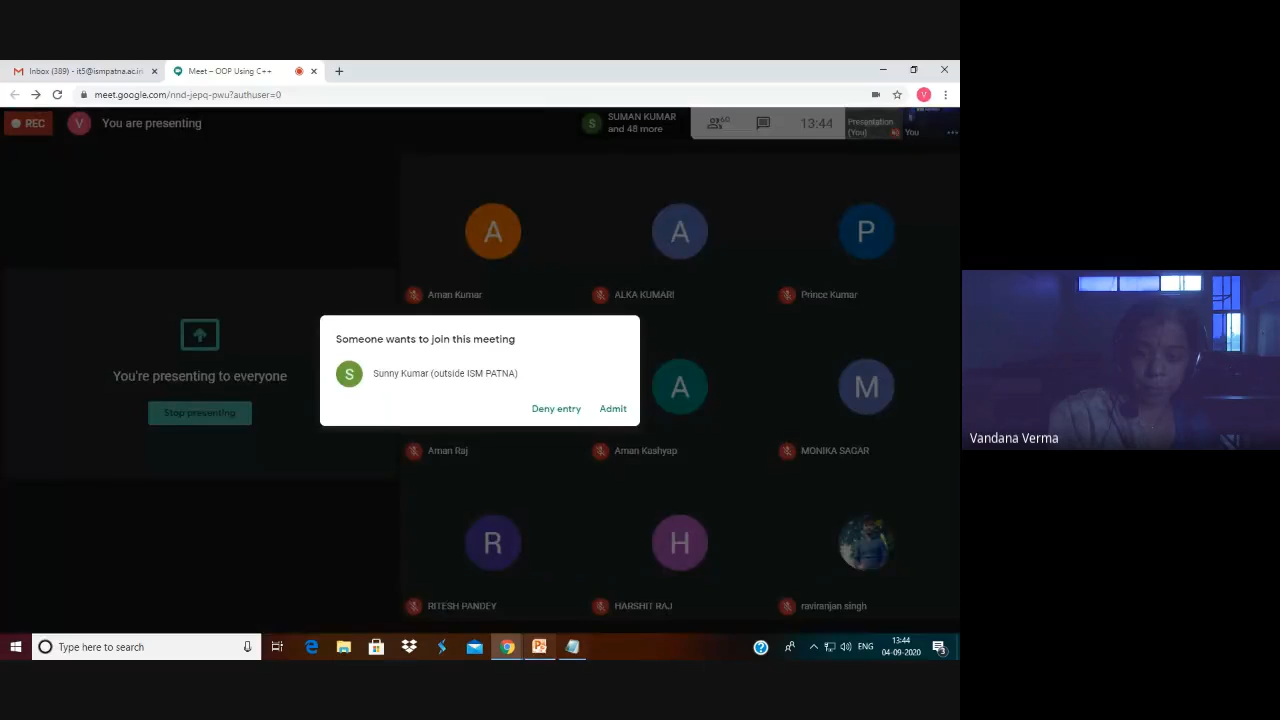 Inbox (389) - it5@ismpatna.ac.in
Meet – OOP Using C++
meet.google.com/nnd-jepq-pwu?authuser=0
V
REC
V
You are presenting
S
SUMAN KUMAR
and 48 more
60
13:44
Presentation
(You)
You
A
A
P
Aman Kumar
ALKA KUMARI
Prince Kumar
Someone wants to join this meeting
S
Sunny Kumar (outside ISM PATNA)
Deny entry
Admit
You're presenting to everyone
Stop presenting
A
M
Aman Raj
Aman Kashyap
MONIKA SAGAR
Vandana Verma
R
H
RITESH PANDEY
HARSHIT RAJ
raviranjan singh
Type here to search
ENG
13:44
04-09-2020
3